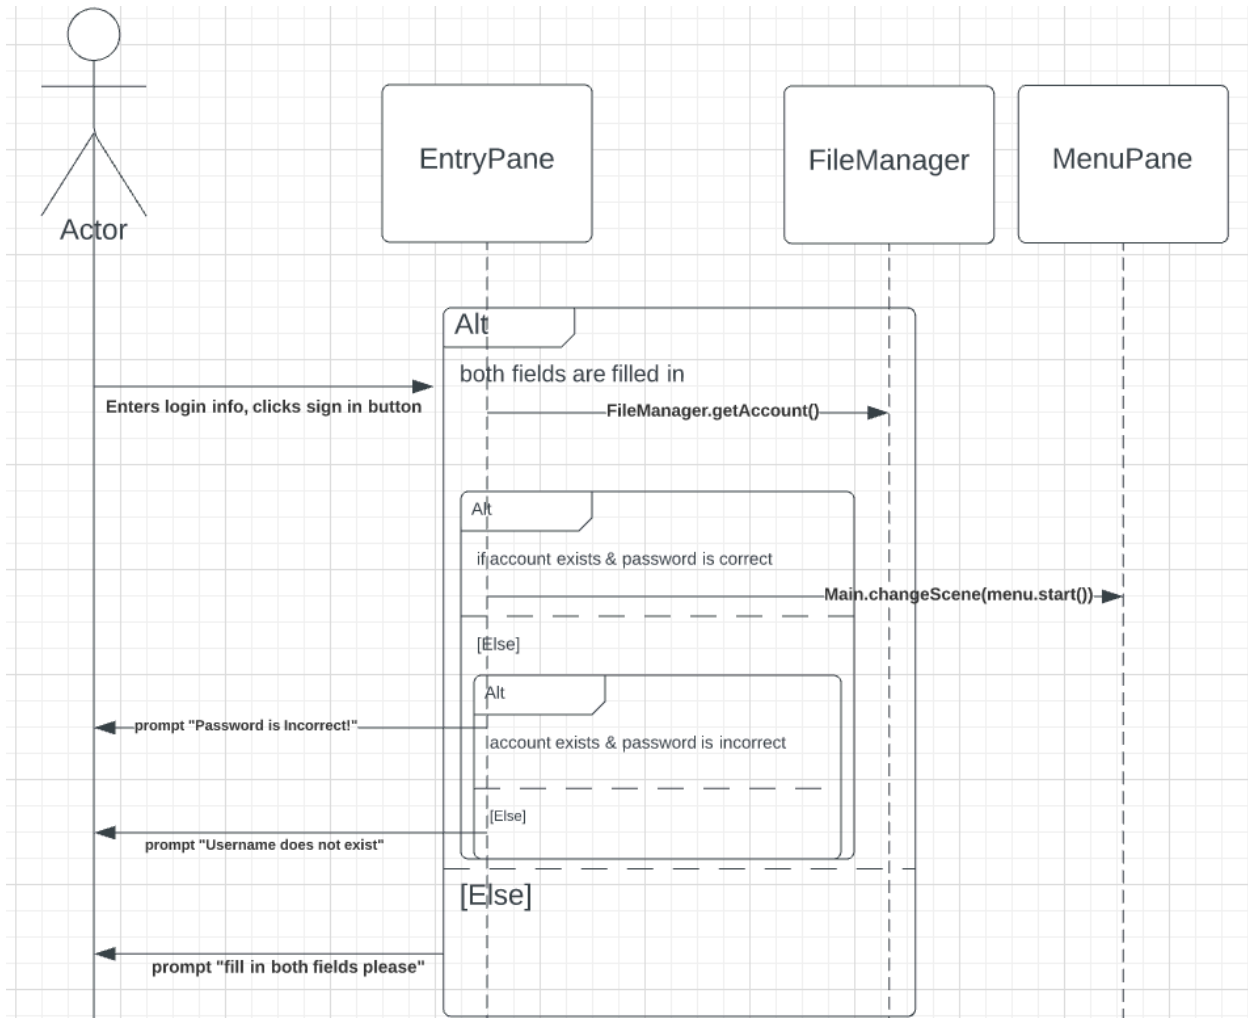 Actor
EntryPane
FileManager
MenuPane
Alt
both fields are filled in
Enters login info, clicks sign in button
FileManager.getAccount()
Alt
if account exists & password is correct
Main.changeScene(menu.start())
[Else]
Alt
prompt "Password is Incorrect!"
account exists & password is incorrect
[Else]
prompt "Username does not exist"
[Else]
prompt "fill in both fields please"